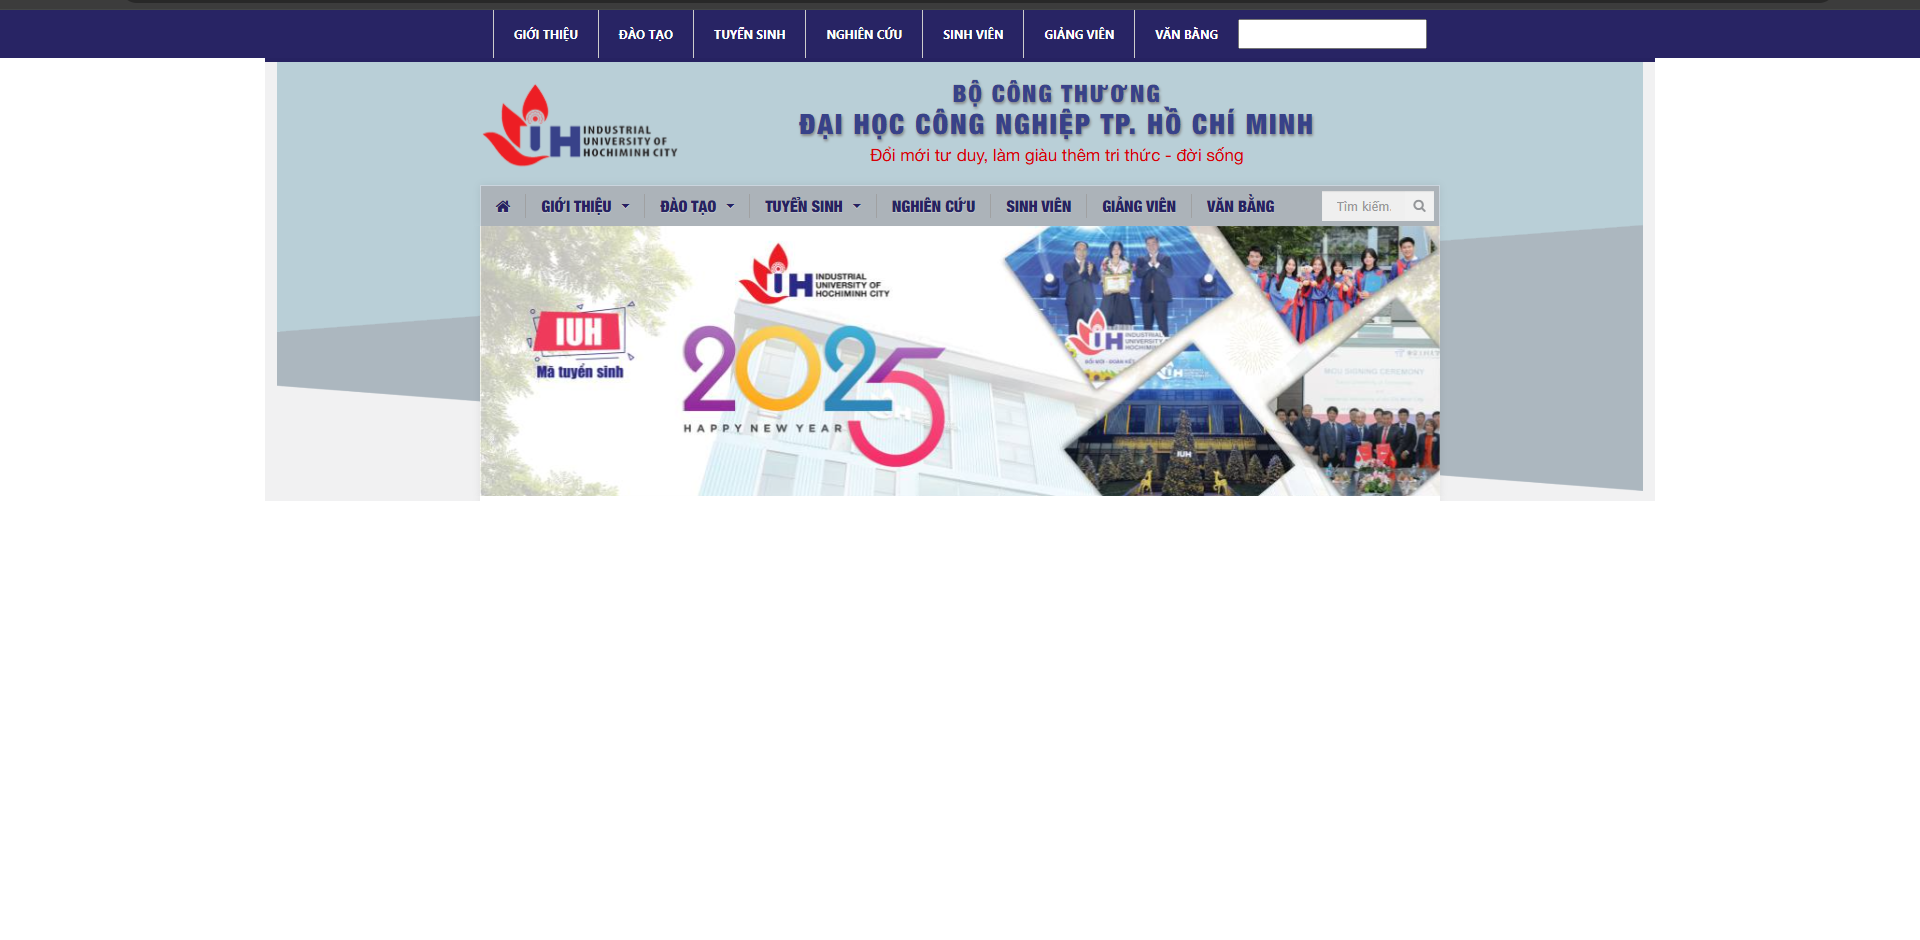 GIỚI THIỆU ĐÀO TẠO TUYỂN SINH NGHIÊN CỨU SINH VIÊN GIẢNG VIÊN VĂN BẰNG
BỘ CÔNG THƯƠNG
ĐẠI HỌC CÔNG NGHIỆP TP. HỒ CHÍ MINH
Đổi mới tư duy, làm giàu thêm tri thức - đời sống
IUH INDUSTRIAL
UNIVERSITY OF
HOCHIMINH CITY
GIỚI THIỆU ĐÀO TẠO TUYỂN SINH NGHIÊN CỨU SINH VIÊN GIẢNG VIÊN VĂN BẰNG Tìm kiếm.
IUH INDUSTRIAL
UNIVERSITY OF
HOCHIMINH CITY
IUH
Mã tuyển sinh
2025
HAPPY NEW YEAR
IUH INDUSTRIAL
UNIVERSITY
HOCHIMINH
MOU SIGNING CEREMONY
IUH